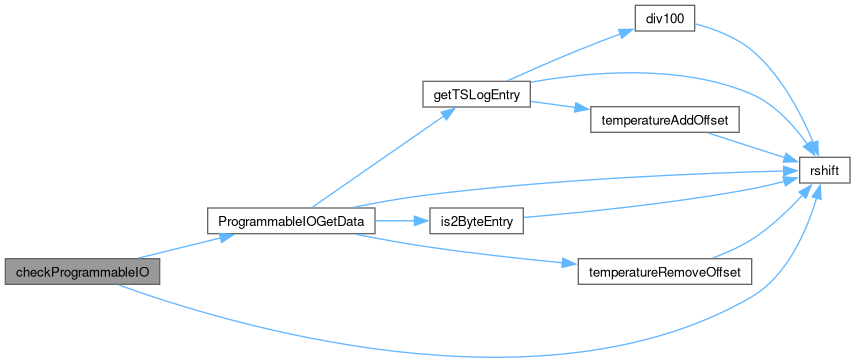 div100
getTSLogEntry
temperatureAddOffset
rshift
ProgrammableIOGetData
is2ByteEntry
checkProgrammableIO
temperatureRemoveOffset